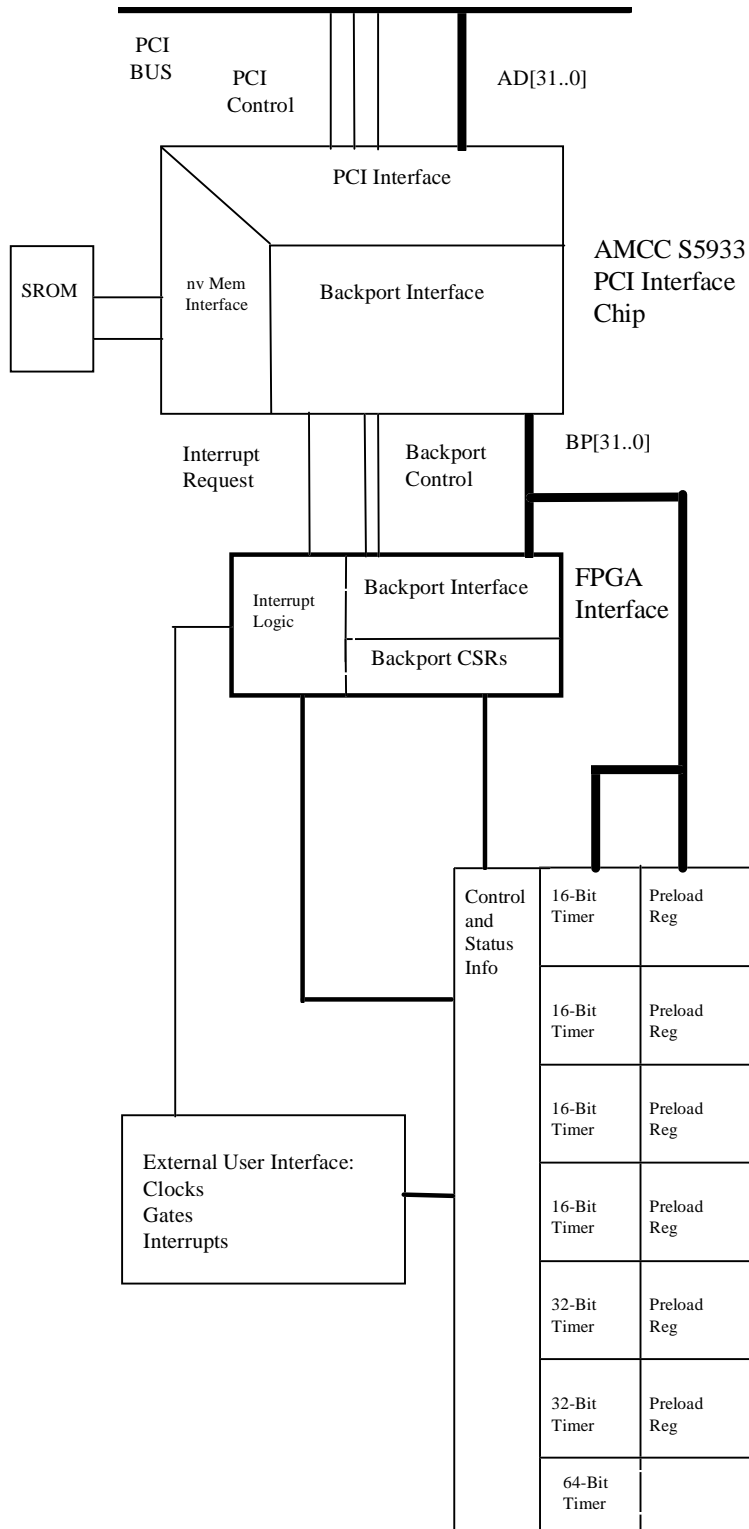 PCI
BUS
PCI
Control
AD[31..0]
PCI Interface
SROM
nv Mem
Interface
Backport Interface
AMCC S5933
PCI Interface
Chip
Interrupt
Request
Backport
Control
BP[31..0]
Interrupt
Logic
Backport Interface
Backport CSRs
FPGA
Interface
Control
and
Status
Info
16-Bit
Timer
Preload
Reg
16-Bit
Timer
Preload
Reg
16-Bit
Timer
Preload
Reg
16-Bit
Timer
Preload
Reg
32-Bit
Timer
Preload
Reg
32-Bit
Timer
Preload
Reg
64-Bit
Timer
External User Interface:
Clocks
Gates
Interrupts